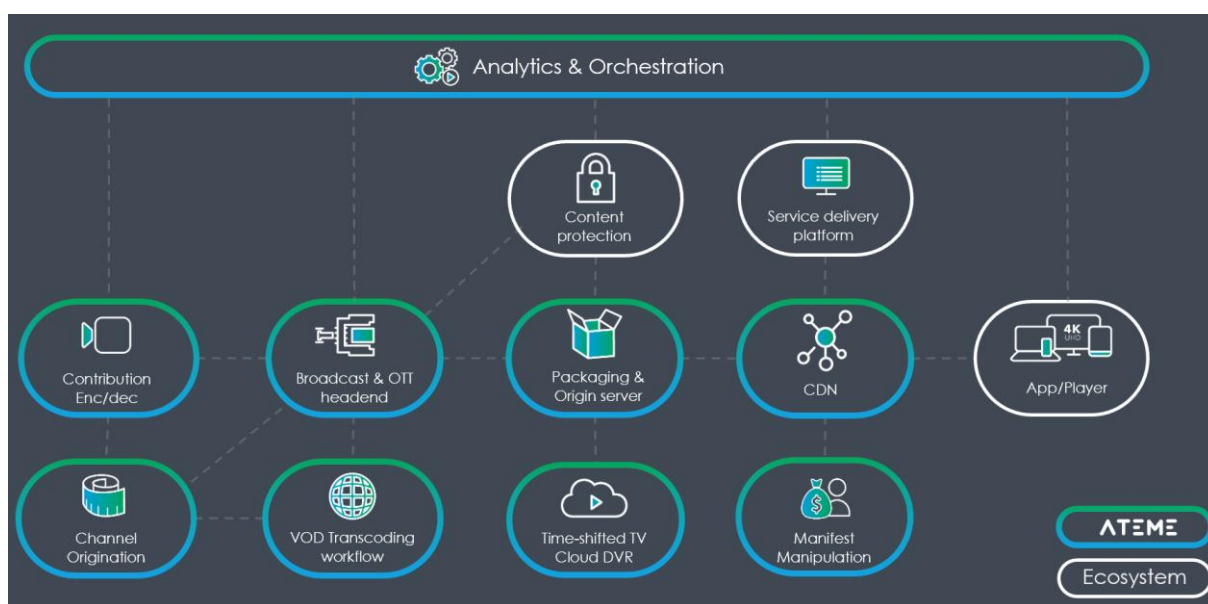 Analytics & Orchestration
Content
protection
Service delivery
platform
Contribution
Enc/dec
Broadcast & OTT
headend
Packaging &
Origin server
CDN
4K
UHD
App/Player
Channel
Origination
VOD Transcoding
workflow
Time-shifted TV
Cloud DVR
$
Manifest
Manipulation
ATEME
Ecosystem